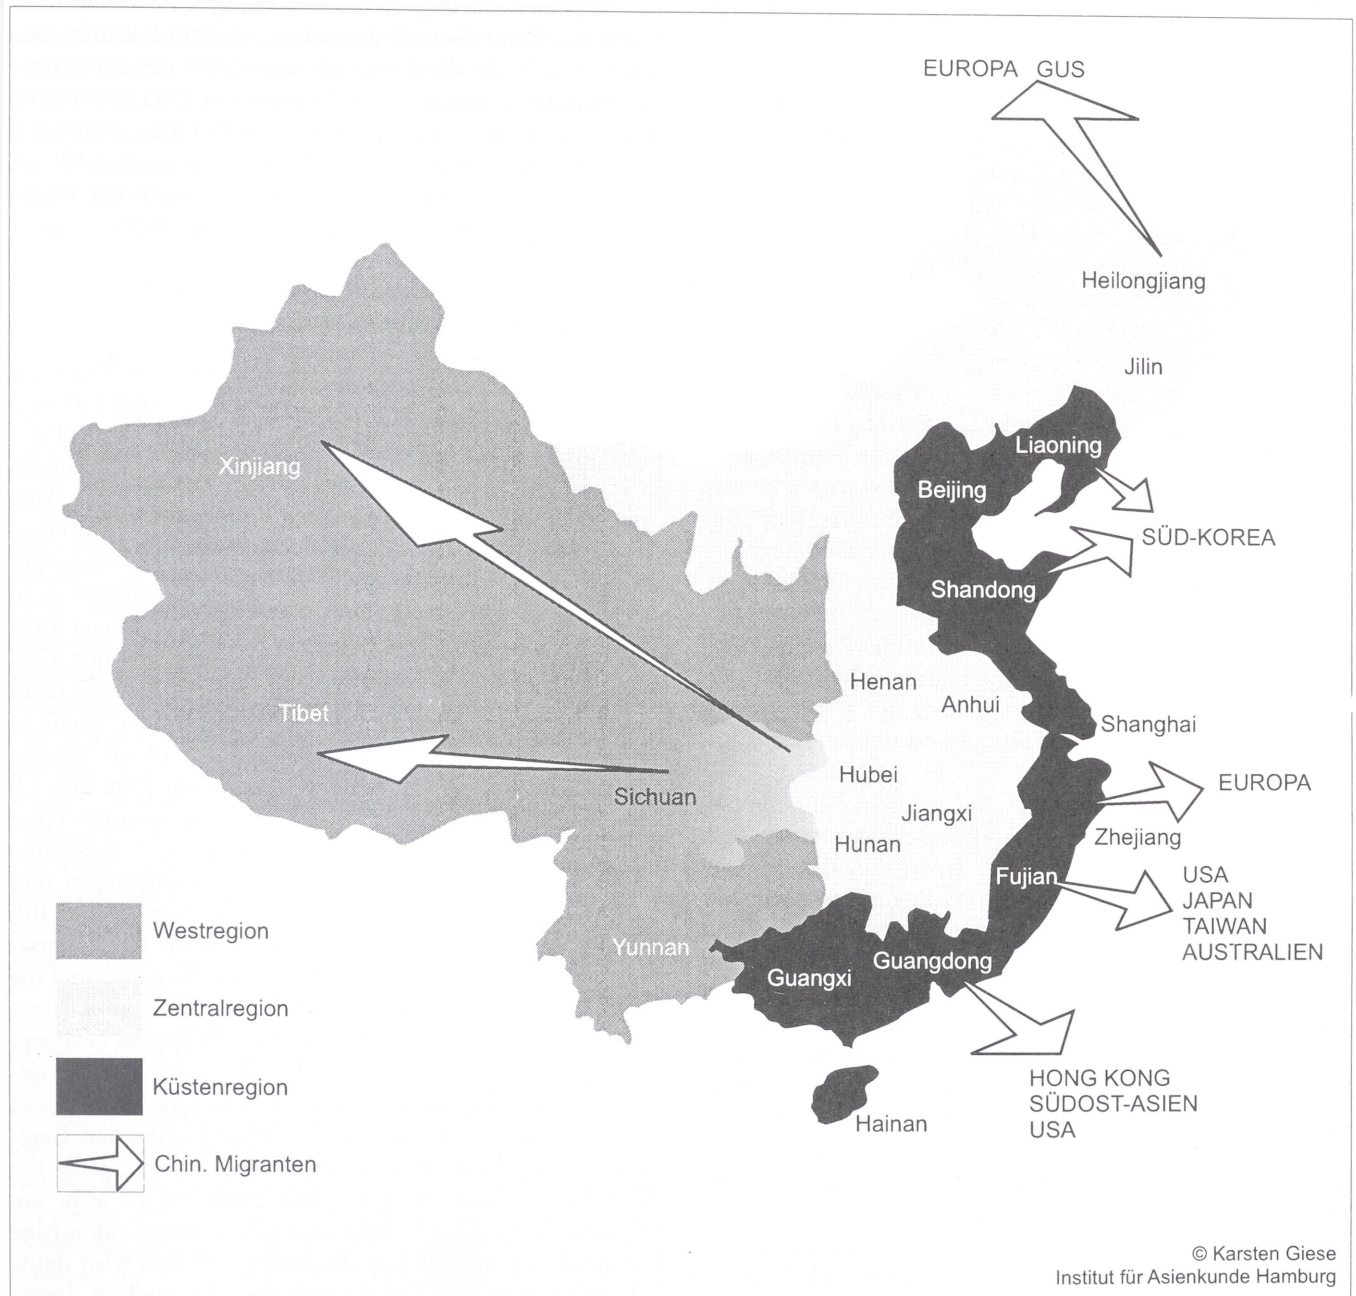 EUROPA GUS
Heilongjiang
Jilin
Liaoning
Beijing
Xinjiang
SÜD-KOREA
Shandong
Henan
Anhui
Tibet
Shanghai
Hubei
EUROPA
Sichuan
Jiangxi
Zhejiang
Hunan
Fujian
USA
JAPAN
TAIWAN
AUSTRALIEN
Westregion
Yunnan
Guangdong
Guangxi
Zentralregion
HONG KONG
SÜDOST-ASIEN
USA
Küstenregion
Hainan
Chin. Migranten
© Karsten Giese
Institut für Asienkunde Hamburg